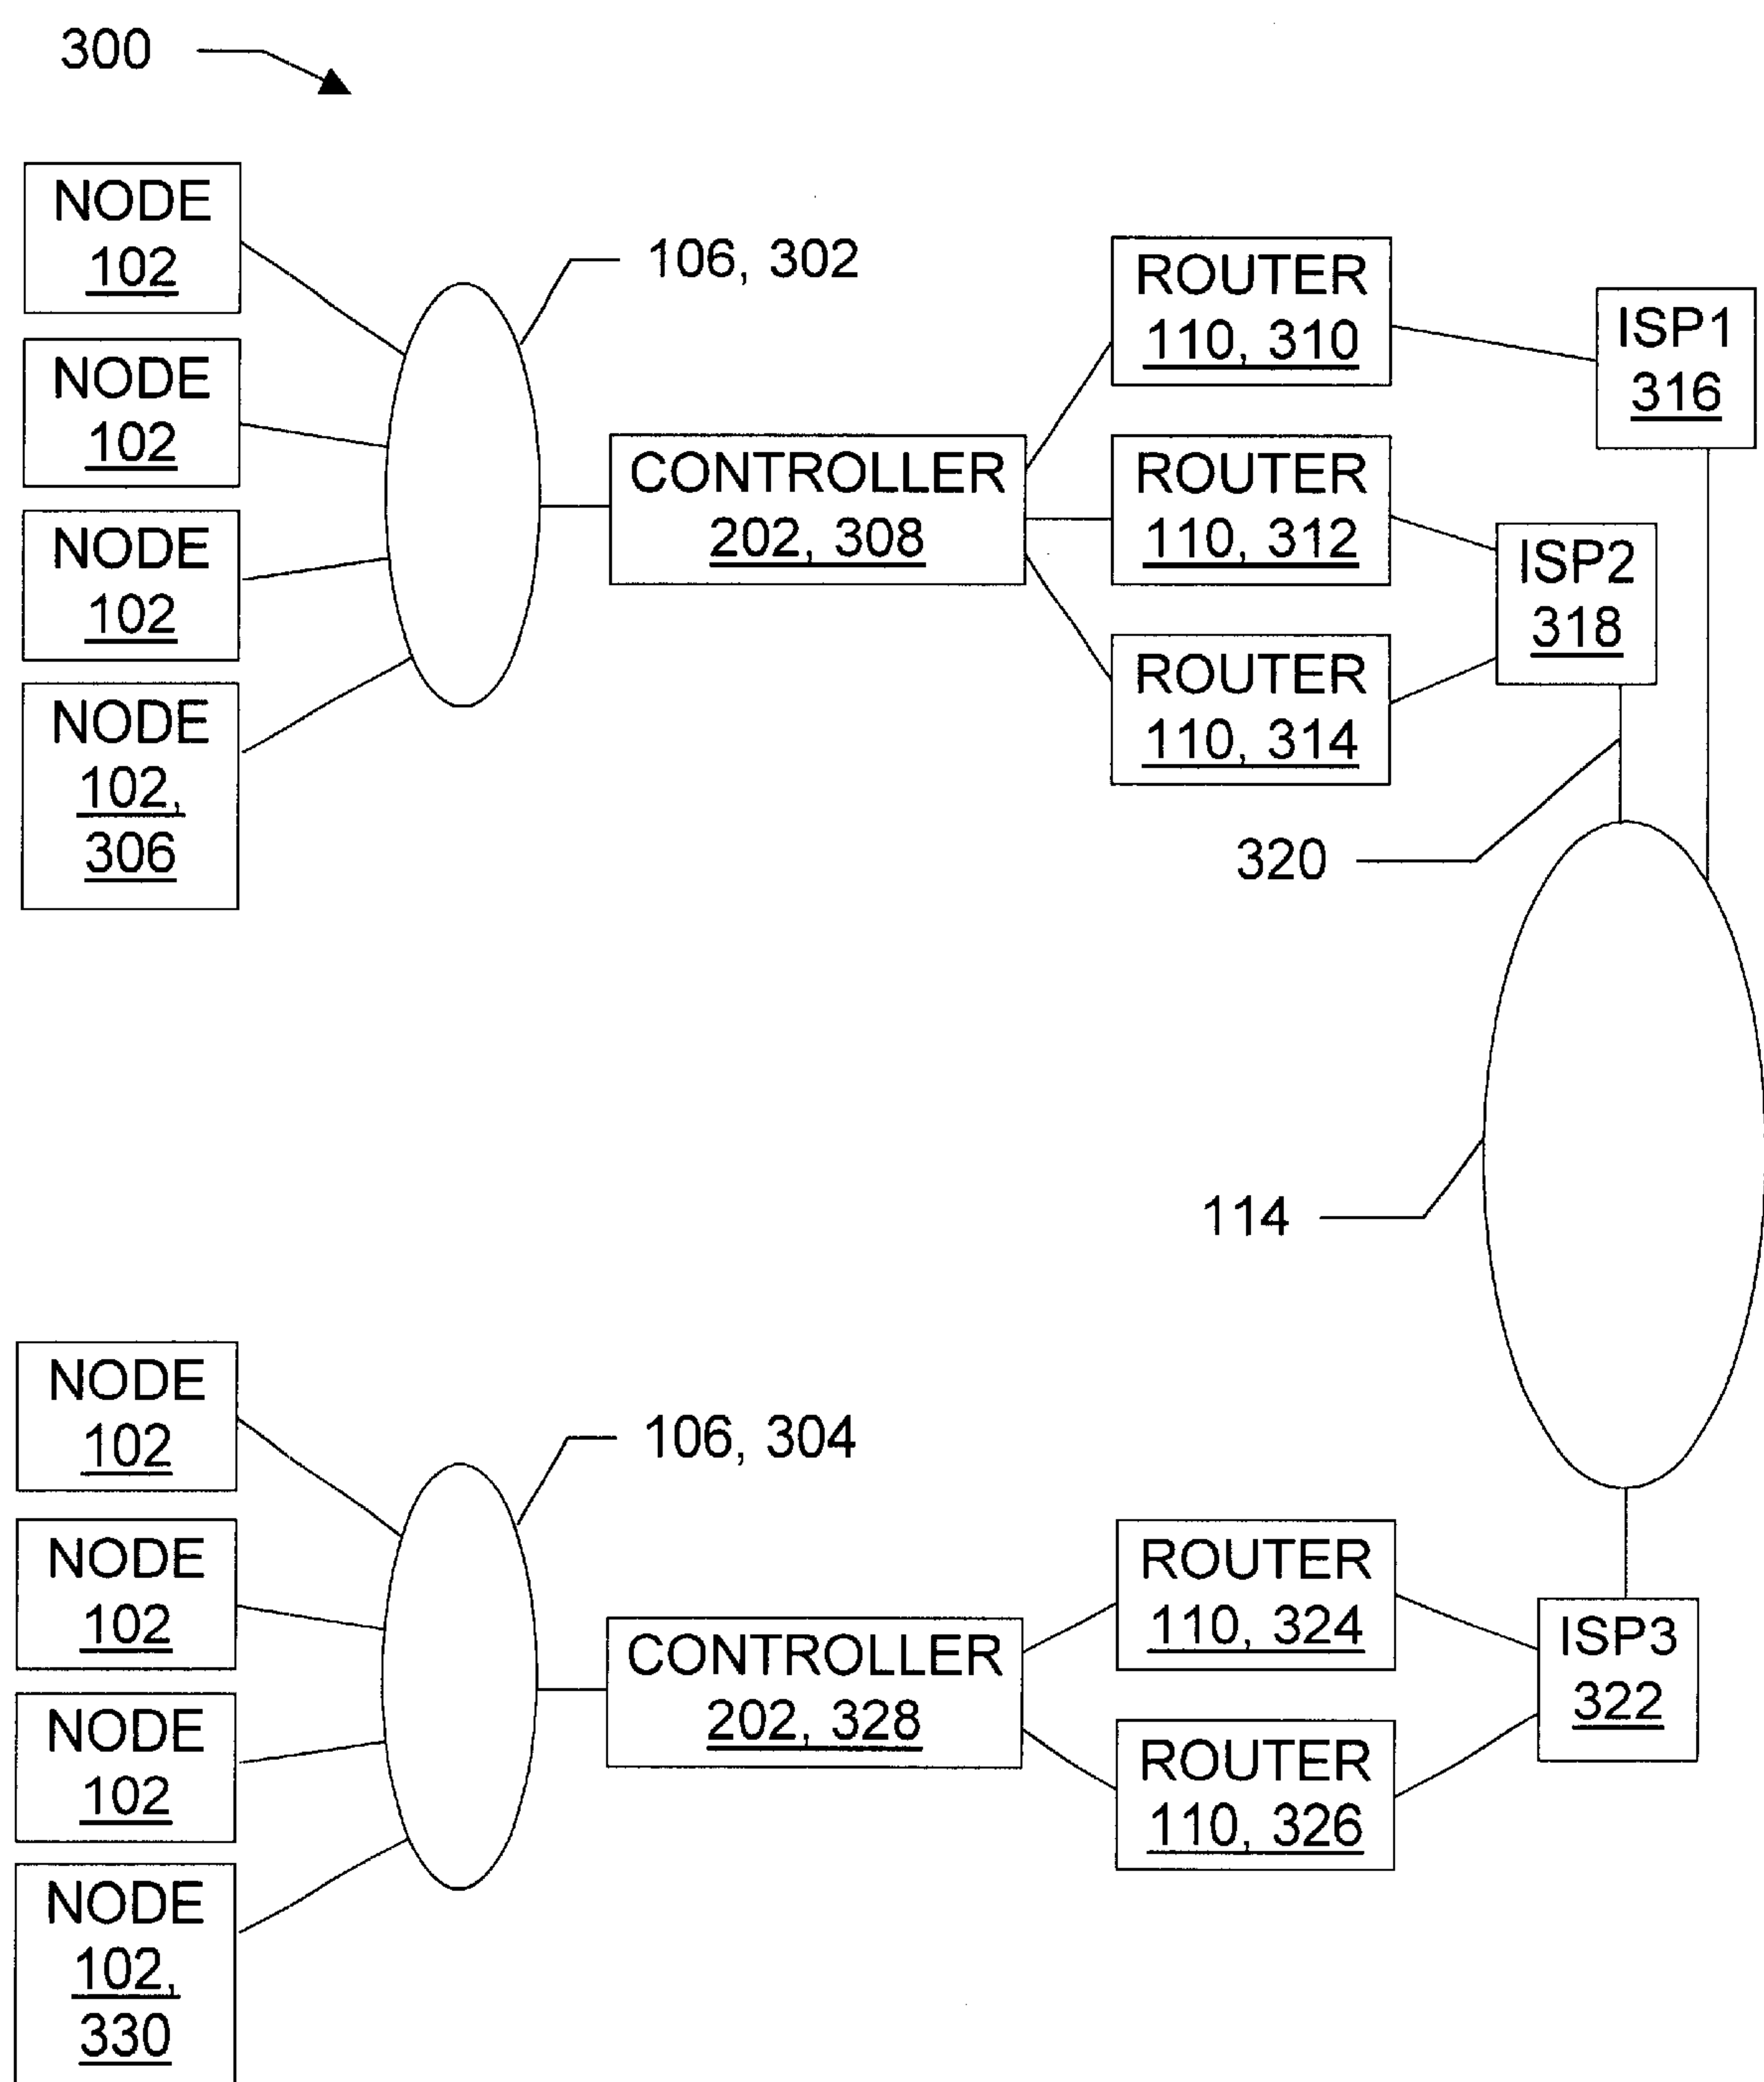 300
NODE
102
NODE
102
NODE
102
NODE
102,
306
106, 302
CONTROLLER
202, 308
ROUTER
110, 310
ROUTER
110, 312
ROUTER
110, 314
ISP1
316
ISP2
318
320
114
NODE
102
NODE
102
NODE
102
NODE
102,
330
106, 304
CONTROLLER
202, 328
ROUTER
110, 324
ROUTER
110, 326
ISP3
322